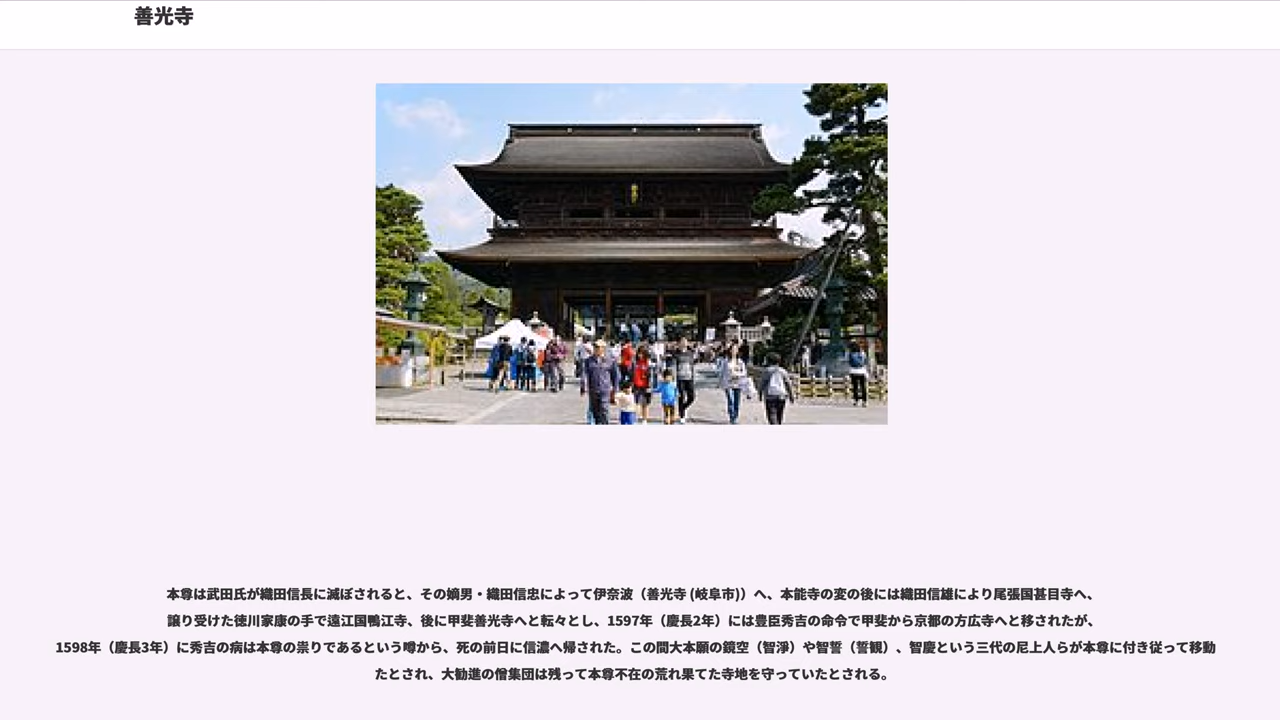 善光寺
本尊は武田氏が織田信長に滅ぼされると、その嫡男・織田信忠によって伊奈波（善光寺 (岐阜市)）へ、本能寺の変の後には織田信雄により尾張国甚目寺へ、
譲り受けた徳川家康の手で遠江国鴨江寺、後に甲斐善光寺へと転々とし、1597年（慶長2年）には豊臣秀吉の命令で甲斐から京都の方広寺へと移されたが、
1598年（慶長3年）に秀吉の病は本尊の祟りであるという噂から、死の前日に信濃へ帰された。この間大本願の鏡空（智淨）や智誓（誓観）、智慶という三代の尼上人らが本尊に付き従って移動
たとされ、大勧進の僧集団は残って本尊不在の荒れ果てた寺地を守っていたとされる。